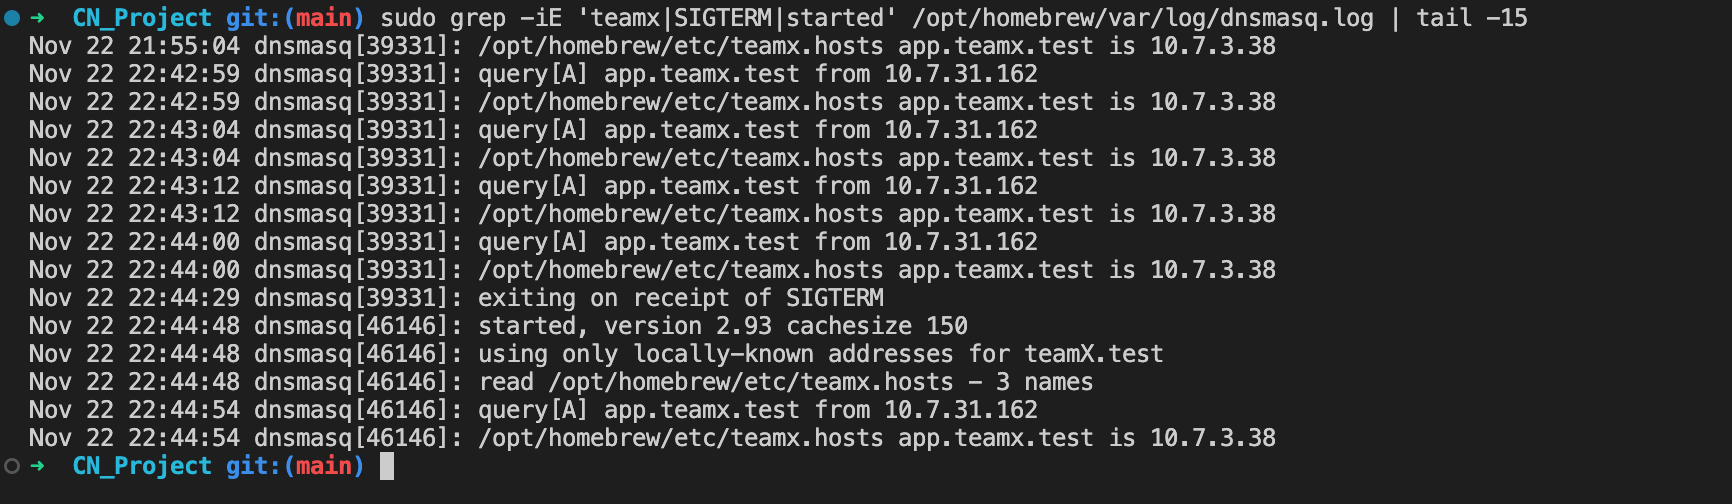 ➜ CN_Project git:(main) sudo grep -iE 'teamx|SIGTERM|started' /opt/homebrew/var/log/dnsmasq.log | tail -15
Nov 22 21:55:04 dnsmasq[39331]: /opt/homebrew/etc/teamx.hosts app.teamx.test is 10.7.3.38
Nov 22 22:42:59 dnsmasq[39331]: query[A] app.teamx.test from 10.7.31.162
Nov 22 22:42:59 dnsmasq[39331]: /opt/homebrew/etc/teamx.hosts app.teamx.test is 10.7.3.38
Nov 22 22:43:04 dnsmasq[39331]: query[A] app.teamx.test from 10.7.31.162
Nov 22 22:43:04 dnsmasq[39331]: /opt/homebrew/etc/teamx.hosts app.teamx.test is 10.7.3.38
Nov 22 22:43:12 dnsmasq[39331]: query[A] app.teamx.test from 10.7.31.162
Nov 22 22:43:12 dnsmasq[39331]: /opt/homebrew/etc/teamx.hosts app.teamx.test is 10.7.3.38
Nov 22 22:44:00 dnsmasq[39331]: query[A] app.teamx.test from 10.7.31.162
Nov 22 22:44:00 dnsmasq[39331]: /opt/homebrew/etc/teamx.hosts app.teamx.test is 10.7.3.38
Nov 22 22:44:29 dnsmasq[39331]: exiting on receipt of SIGTERM
Nov 22 22:44:48 dnsmasq[46146]: started, version 2.93 cachesize 150
Nov 22 22:44:48 dnsmasq[46146]: using only locally-known addresses for teamX.test
Nov 22 22:44:48 dnsmasq[46146]: read /opt/homebrew/etc/teamx.hosts - 3 names
Nov 22 22:44:54 dnsmasq[46146]: query[A] app.teamx.test from 10.7.31.162
Nov 22 22:44:54 dnsmasq[46146]: /opt/homebrew/etc/teamx.hosts app.teamx.test is 10.7.3.38
➜ CN_Project git:(main)